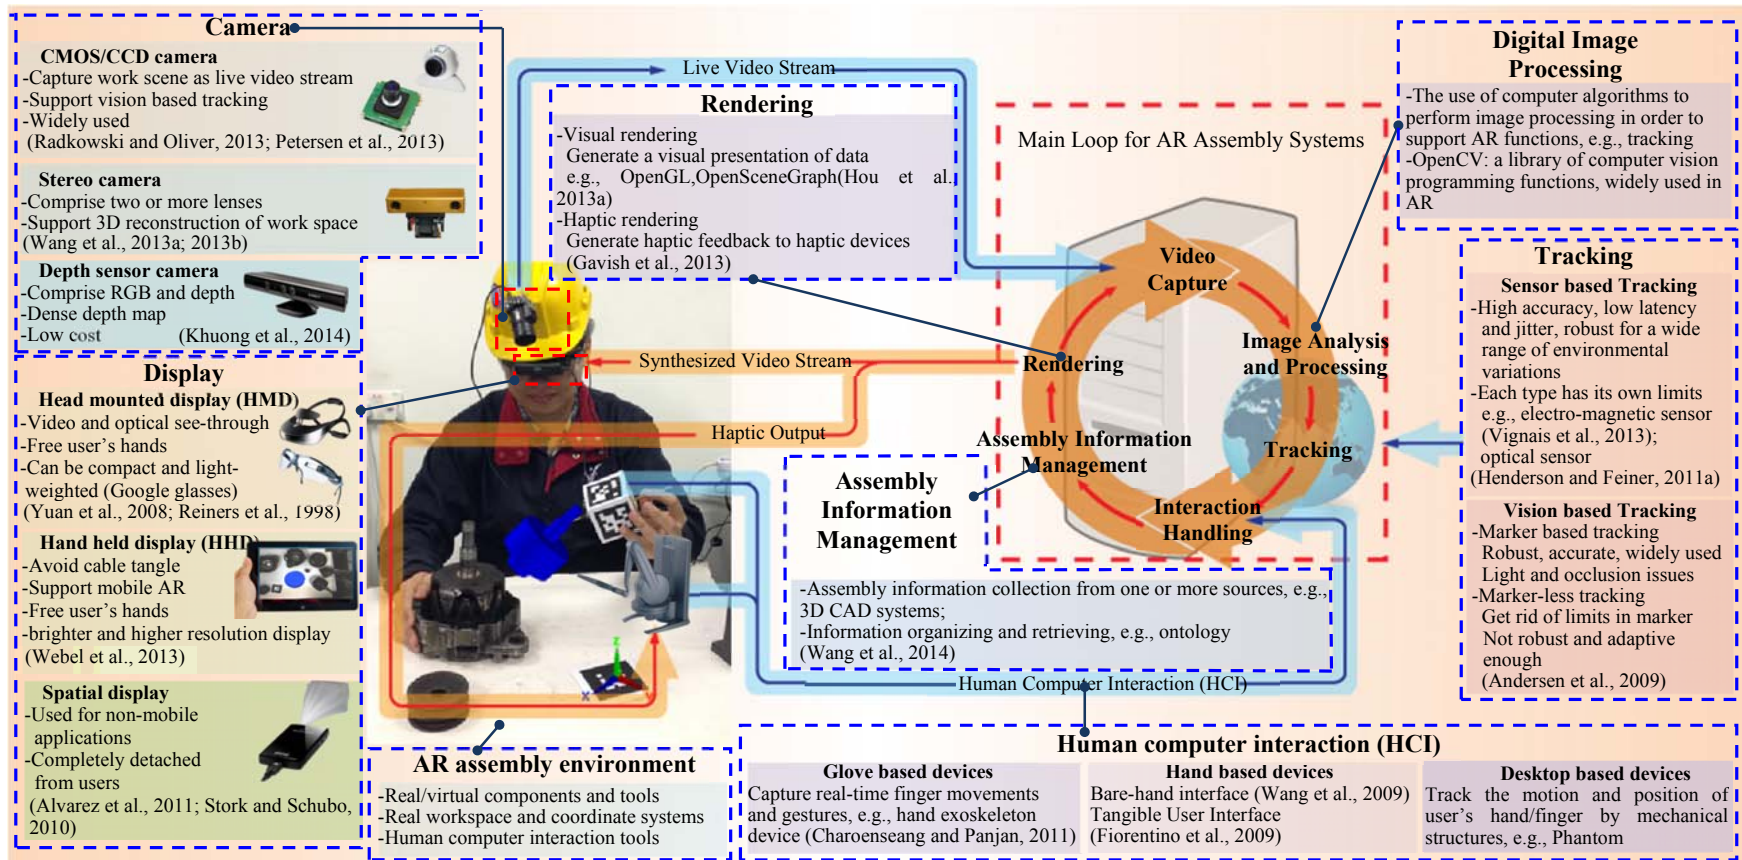 Camera
CMOS/CCD camera
-Capture work scene as live video stream
-Support vision based tracking
-Widely used
(Radkowski and Oliver, 2013; Petersen et al., 2013)
Stereo camera
-Comprise two or more lenses
-Support 3D reconstruction of work space
(Wang et al., 2013a; 2013b)
Depth sensor camera
-Comprise RGB and depth
-Dense depth map
-Low cost (Khuong et al., 2014)
Display
Head mounted display (HMD)
-Video and optical see-through
-Free user's hands
-Can be compact and light-
weighted (Google glasses)
(Yuan et al., 2008; Reiners et al., 1998)
Hand held display (HHD)
-Avoid cable tangle
-Support mobile AR
-Free user's hands
-brighter and higher resolution display
(Webel et al., 2013)
Spatial display
-Used for non-mobile
applications
-Completely detached
from users
(Alvarez et al., 2011; Stork and Schubo,
2010)
Live Video Stream
Rendering
-Visual rendering
Generate a visual presentation of data
e.g., OpenGL,OpenSceneGraph(Hou et al.
2013a)
-Haptic rendering
Generate haptic feedback to haptic devices
(Gavish et al., 2013)
Synthesized Video Stream
Haptic Output
Main Loop for AR Assembly Systems
Video
Capture
Image Analysis
and Processing
Tracking
Interaction
Handling
Assembly Information
Management
Rendering
Assembly
Information
Management
-Assembly information collection from one or more sources, e.g.,
3D CAD systems;
-Information organizing and retrieving, e.g., ontology
(Wang et al., 2014)
Human Computer Interaction (HCI)
Z
X
AR assembly environment
-Real/virtual components and tools
-Real workspace and coordinate systems
-Human computer interaction tools
Human computer interaction (HCI)
Glove based devices
Capture real-time finger movements
and gestures, e.g., hand exoskeleton
device (Charoenseang and Panjan, 2011)
Hand based devices
Bare-hand interface (Wang et al., 2009)
Tangible User Interface
(Fiorentino et al., 2009)
Desktop based devices
Track the motion and position of
user's hand/finger by mechanical
structures, e.g., Phantom
Digital Image
Processing
-The use of computer algorithms to
perform image processing in order to
support AR functions, e.g., tracking
-OpenCV: a library of computer vision
programming functions, widely used in
AR
Tracking
Sensor based Tracking
-High accuracy, low latency
and jitter, robust for a wide
range of environmental
variations
-Each type has its own limits
e.g., electro-magnetic sensor
(Vignais et al., 2013);
optical sensor
(Henderson and Feiner, 2011a)
Vision based Tracking
-Marker based tracking
Robust, accurate, widely used
Light and occlusion issues
-Marker-less tracking
Get rid of limits in marker
Not robust and adaptive
enough
(Andersen et al., 2009)